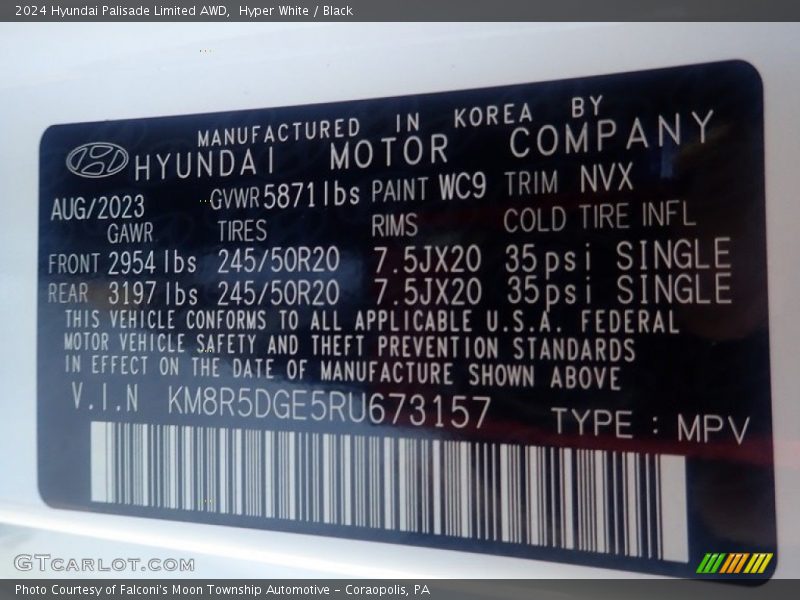 2024 Hyundai Palisade Limited AWD,  Hyper White / Black
MANUFACTURED IN KOREA BY
HYUNDAI MOTOR COMPANY
AUG/2023 GVWR 5871lbs PAINT WC9 TRIM NVX
GAWR TIRES RIMS COLD TIRE INFL
FRONT 2954 lbs 245/50R20 7.5JX20 35psi SINGLE
REAR 3197 lbs 245/50R20 7.5JX20 35psi SINGLE
THIS VEHICLE CONFORMS TO ALL APPLICABLE U.S.A. FEDERAL
MOTOR VEHICLE SAFETY AND THEFT PREVENTION STANDARDS
IN EFFECT ON THE DATE OF MANUFACTURE SHOWN ABOVE
V.I.N KM8R5DGE5RU673157 TYPE : MPV
GTCARLOT.COM
Photo Courtesy of Falconi's Moon Township Automotive – Coraopolis, PA